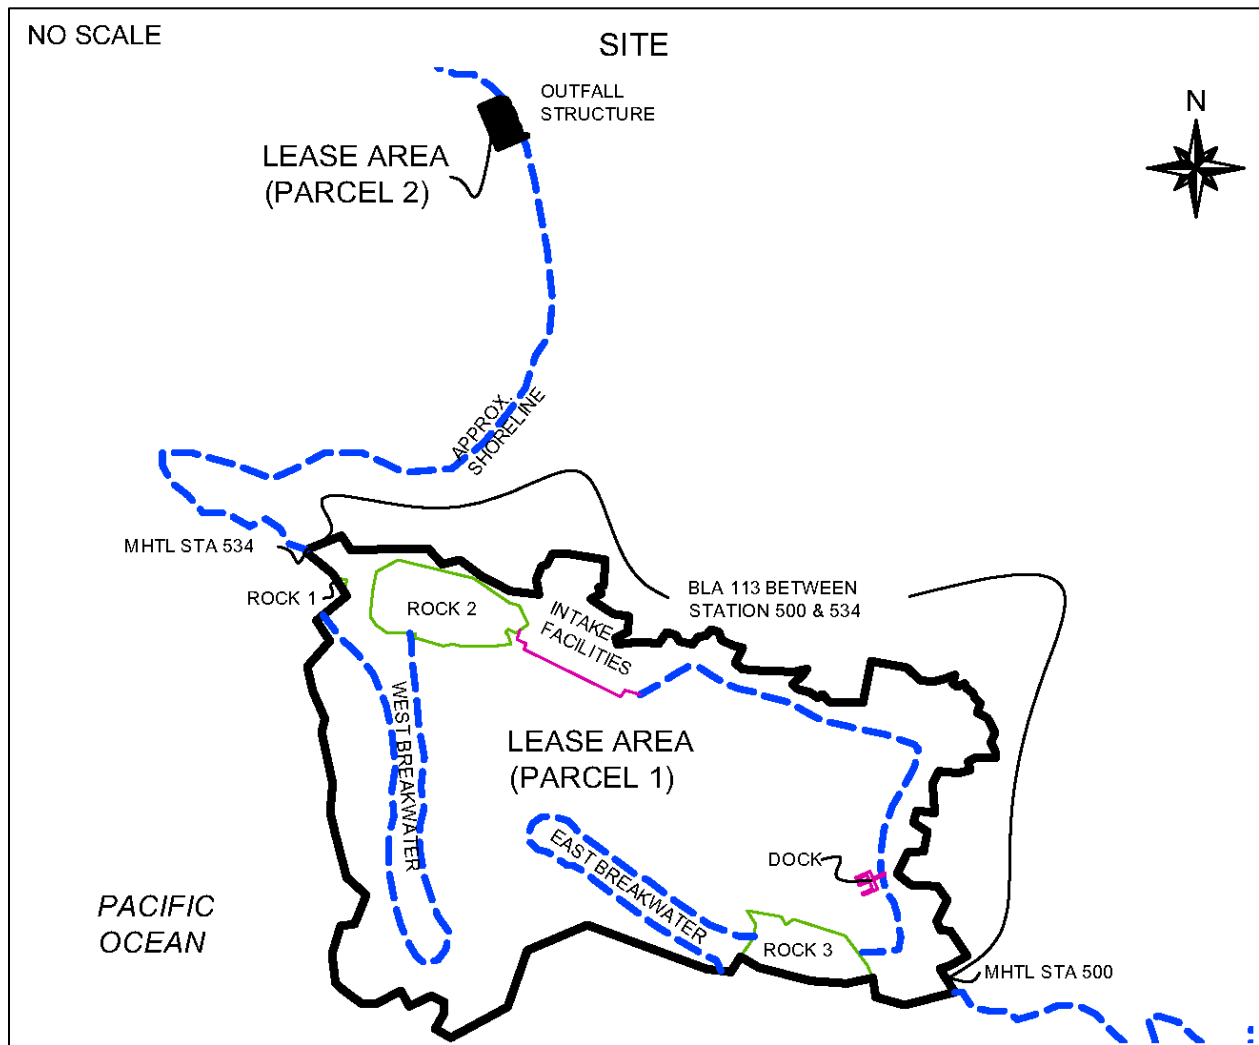 NO SCALE
SITE
OUTFALL
STRUCTURE
N
LEASE AREA
(PARCEL 2)
APPROX.
SHORELINE
MHTL STA 534
ROCK 1
ROCK 2
INTAKE
FACILITIES
BLA 113 BETWEEN
STATION 500 & 534
WEST BREAKWATER
LEASE AREA
(PARCEL 1)
EAST BREAKWATER
DOCK
PACIFIC
OCEAN
ROCK 3
MHTL STA 500